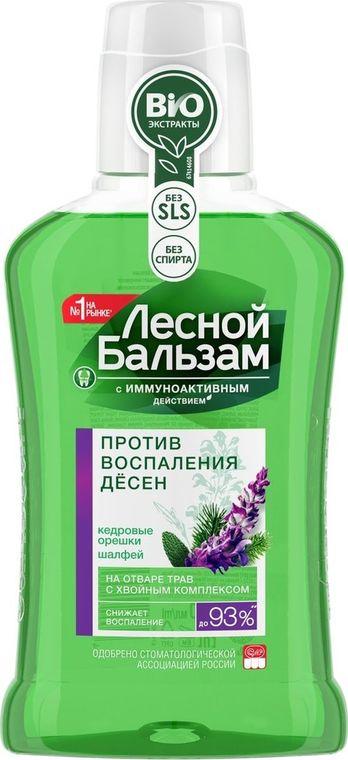 BiO
ЭКСТРАКТЫ
67114608
БЕЗ
SLS
БЕЗ
СПИРТА
№1 НА
РЫНКЕ*
Лесной
Бальзам
С ИММУНОАКТИВНЫМ
ДЕЙСТВИЕМ
ПРОТИВ
ВОСПАЛЕНИЯ
ДЁСЕН
кедровые
орешки
шалфей
НА ОТВАРЕ ТРАВ
С ХВОЙНЫМ КОМПЛЕКСОМ
СНИЖАЕТ
ВОСПАЛЕНИЕ
ДО 93%**
ОДОБРЕНО СТОМАТОЛОГИЧЕСКОЙ
АССОЦИАЦИЕЙ РОССИИ